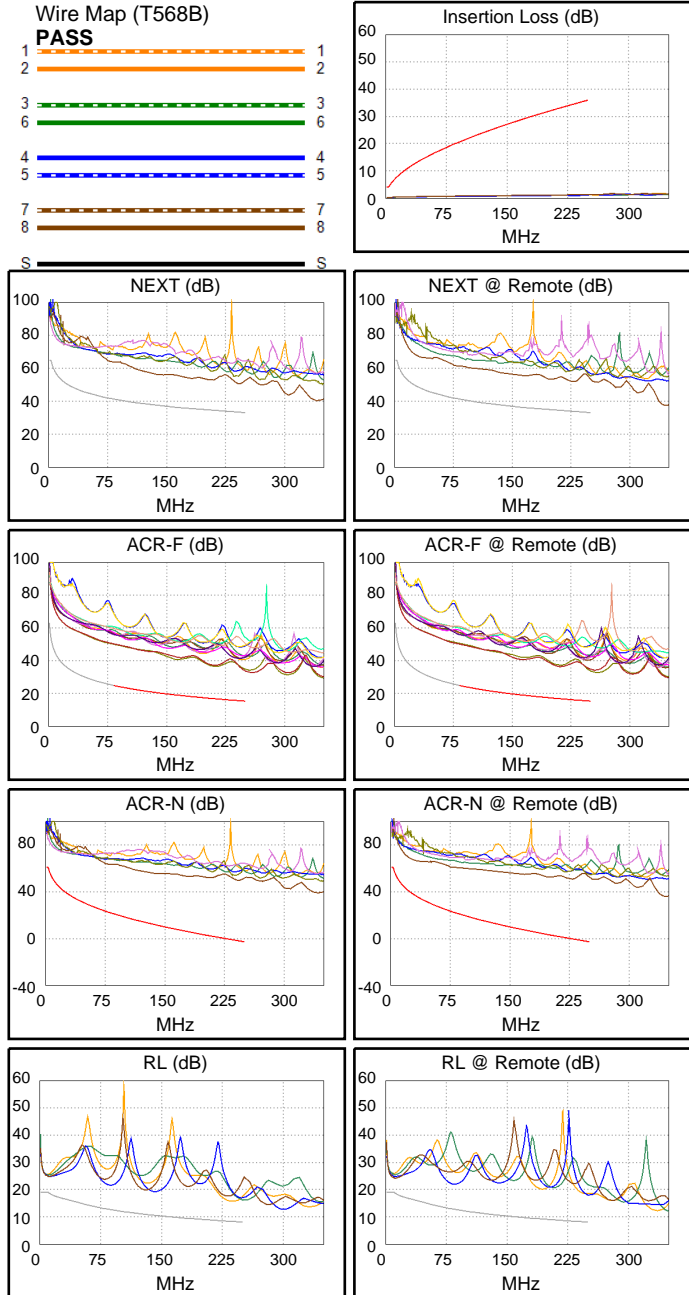 Wire Map (T568B)
PASS
1 1
2 2
3 3
6 6
4 4
5 5
7 7
8 8
S S
Insertion Loss (dB)
60
50
40
30
20
10
0
0 75 150 225 300
MHz
NEXT (dB)
100
80
60
40
20
0
0 75 150 225 300
MHz
NEXT @ Remote (dB)
100
80
60
40
20
0
0 75 150 225 300
MHz
ACR-F (dB)
100
80
60
40
20
0
0 75 150 225 300
MHz
ACR-F @ Remote (dB)
100
80
60
40
20
0
0 75 150 225 300
MHz
ACR-N (dB)
80
40
0
-40
0 75 150 225 300
MHz
ACR-N @ Remote (dB)
80
40
0
-40
0 75 150 225 300
MHz
RL (dB)
60
50
40
30
20
10
0
0 75 150 225 300
MHz
RL @ Remote (dB)
60
50
40
30
20
10
0
0 75 150 225 300
MHz